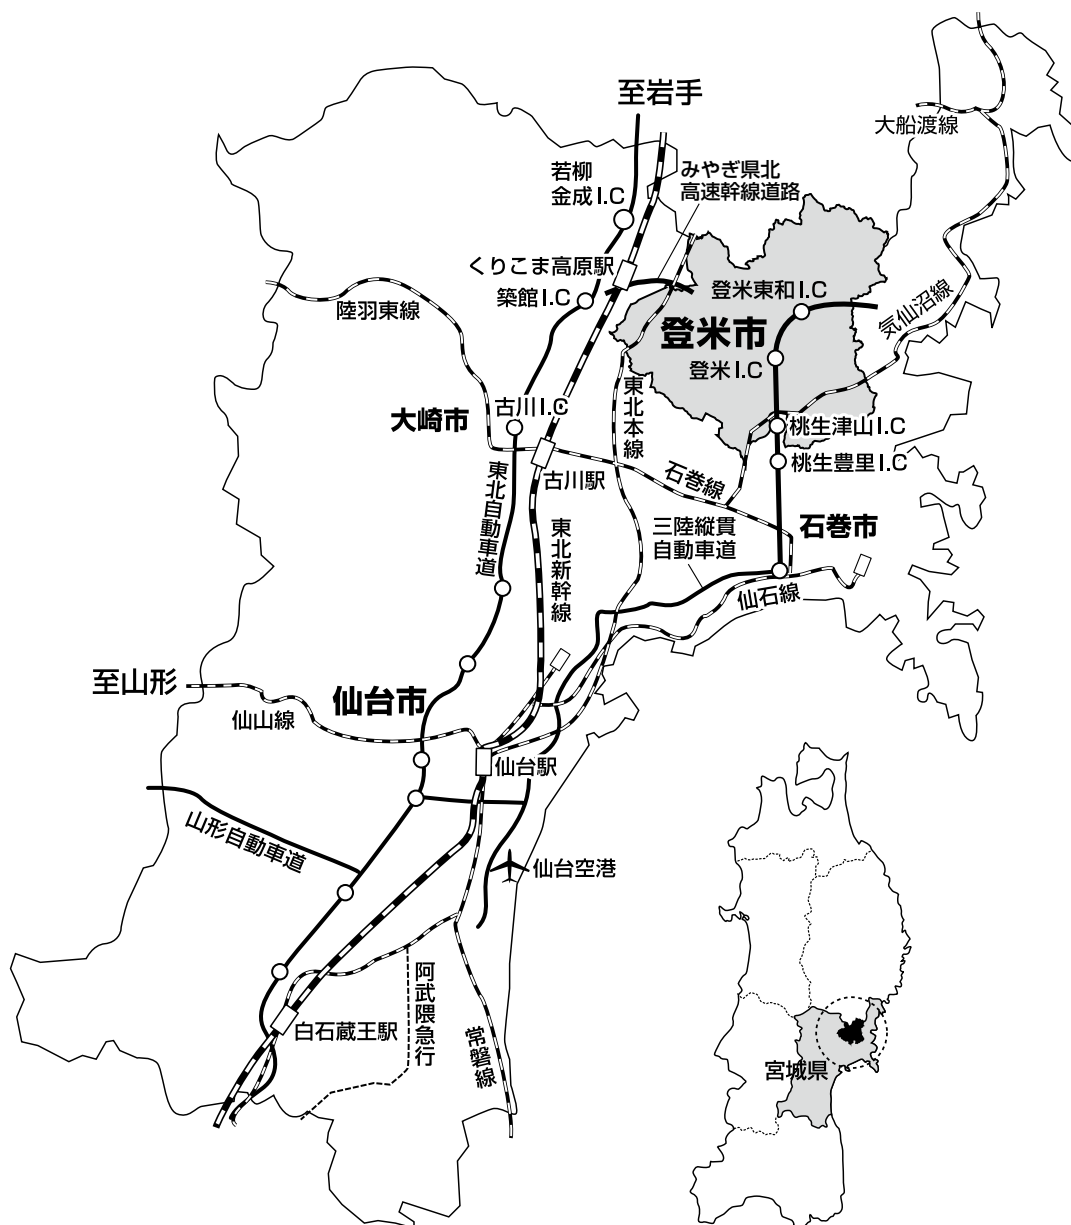 至岩手
大船渡線
若柳
金成I.C
みやぎ県北
高速幹線道路
くりこま高原駅
築館I.C
登米東和I.C
陸羽東線
気仙沼線
登米市
登米I.C
東北本線
古川I.C
大崎市
桃生津山I.C
桃生豊里I.C
古川駅
石巻線
東北自動車道
東北新幹線
三陸縦貫
自動車道
石巻市
仙石線
至山形
仙台市
仙山線
仙台駅
山形自動車道
仙台空港
阿武隈急行
白石蔵王駅
常磐線
宮城県